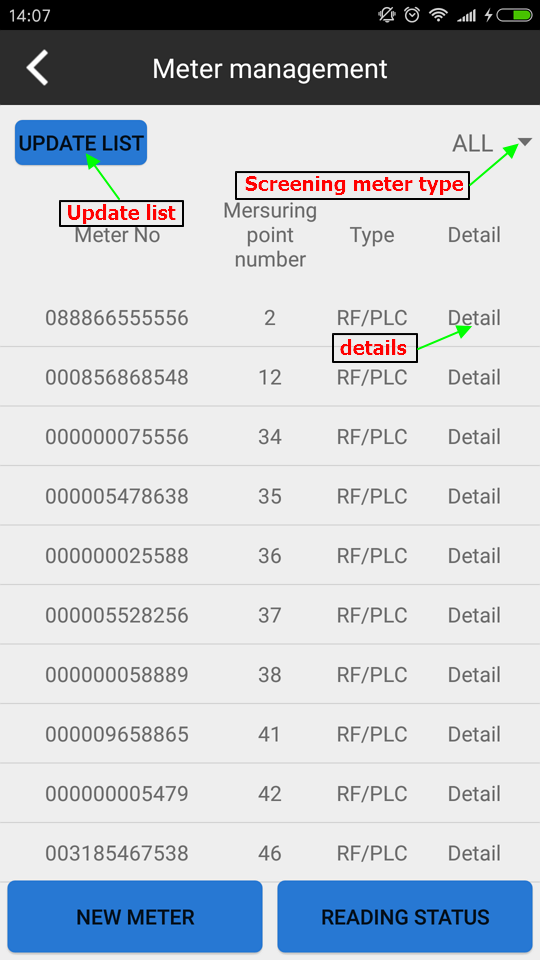 14:07
Meter management
UPDATE LIST
ALL
Screening meter type
Update list
Meter No
Mersuring
point
number
Type
Detail
088866555556 2 RF/PLC Detail
details
000856868548 12 RF/PLC Detail
000000075556 34 RF/PLC Detail
000005478638 35 RF/PLC Detail
000000025588 36 RF/PLC Detail
000005528256 37 RF/PLC Detail
000000058889 38 RF/PLC Detail
000009658865 41 RF/PLC Detail
000000005479 42 RF/PLC Detail
003185467538 46 RF/PLC Detail
NEW METER
READING STATUS